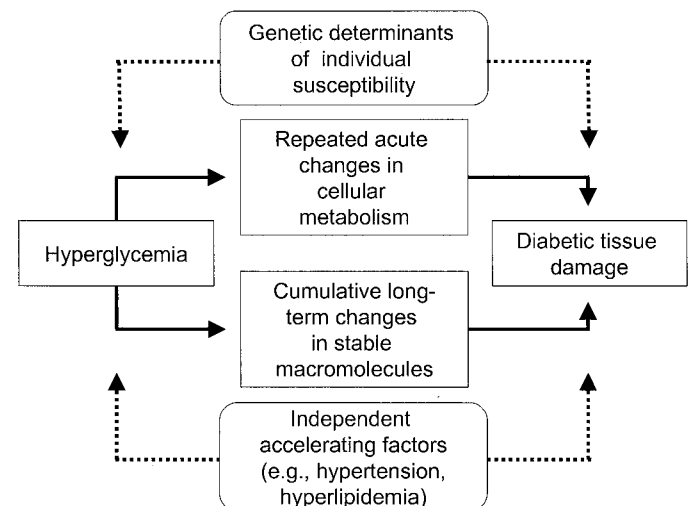 Genetic determinants
of individual
susceptibility
Repeated acute
changes in
cellular
metabolism
Hyperglycemia
Diabetic tissue
damage
Cumulative long-
term changes
in stable
macromolecules
Independent
accelerating factors
(e.g., hypertension,
hyperlipidemia)